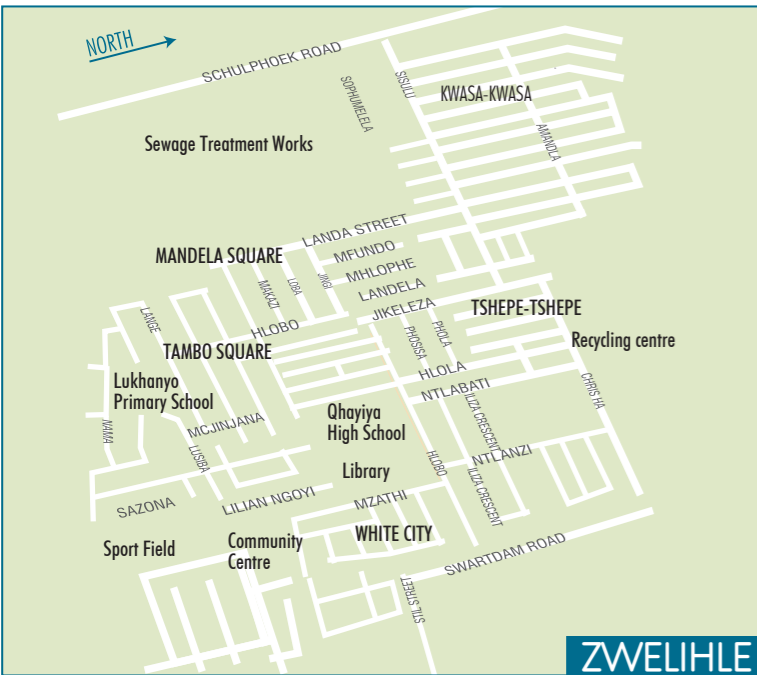 NORTH
SCHULPHOEK ROAD
SOPHUMELELA
SISULU
KWASA-KWASA
AMANDLA
Sewage Treatment Works
LANDA STREET
MFUNDO
MANDELA SQUARE
MHLOPHE
MAKAZI
LOBA
JINGI
LANDELA
JIKELEZA
TSHEPE-TSHEPE
LANGE
HLOBO
PHOSISA
PHOLA
Recycling centre
TAMBO SQUARE
Lukhanyo
Primary School
HLOLA
NTLABATI
CHRIS HA
NAMA
MCJINJANA
Qhayiya
High School
ILIZA CRESCENT
LUSIBA
HLOBO
NTLANZI
Library
ILIZA CRESCENT
SAZONA
LILIAN NGOYI
MZATHI
Sport Field
Community
Centre
WHITE CITY
SWARTDAM ROAD
STIL STREET
ZWELIHLE